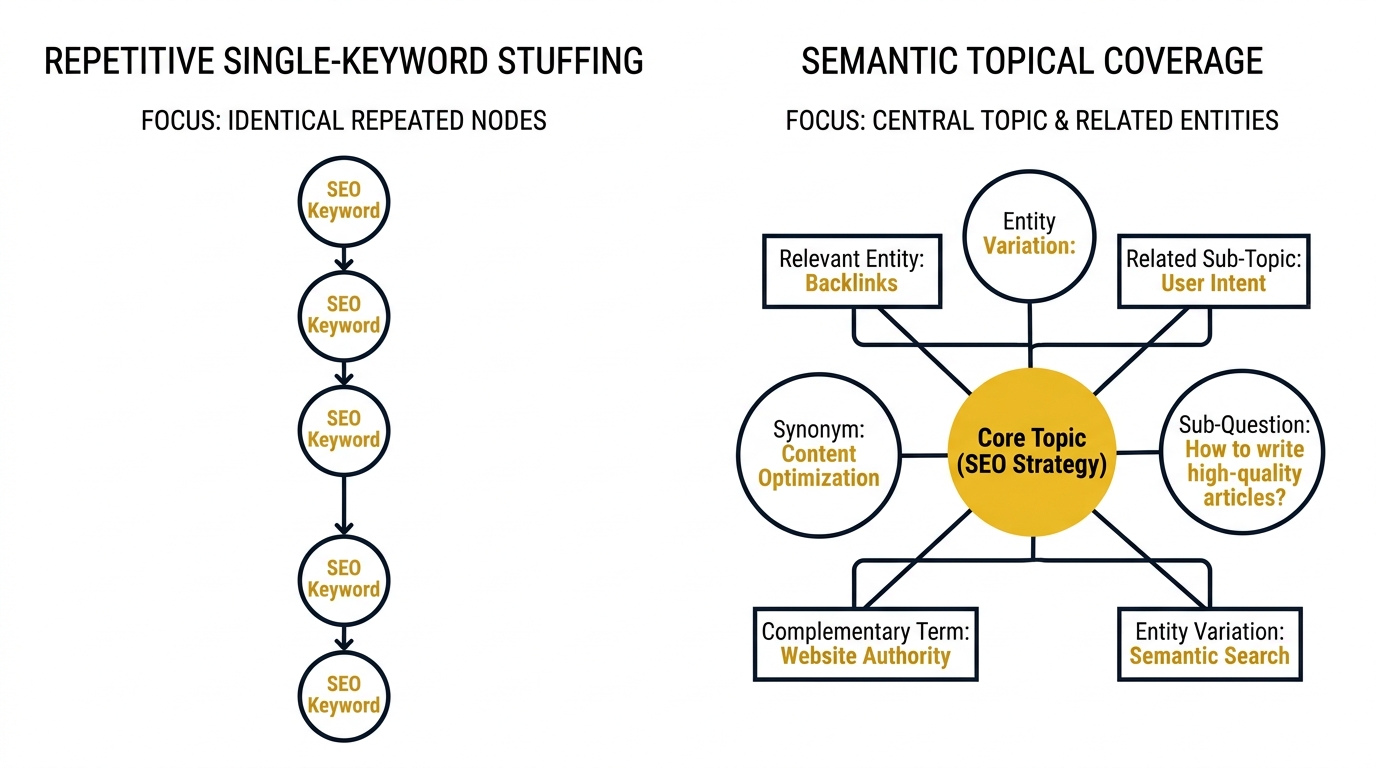 REPETITIVE SINGLE-KEYWORD STUFFING
FOCUS: IDENTICAL REPEATED NODES
SEO
Keyword
SEO
Keyword
SEO
Keyword
SEO
Keyword
SEO
Keyword
SEMANTIC TOPICAL COVERAGE
FOCUS: CENTRAL TOPIC & RELATED ENTITIES
Relevant Entity:
Backlinks
Entity
Variation:
Related Sub-Topic:
User Intent
Synonym:
Content
Optimization
Core Topic
(SEO Strategy)
Sub-Question:
How to write
high-quality
articles?
Complementary Term:
Website Authority
Entity Variation:
Semantic Search